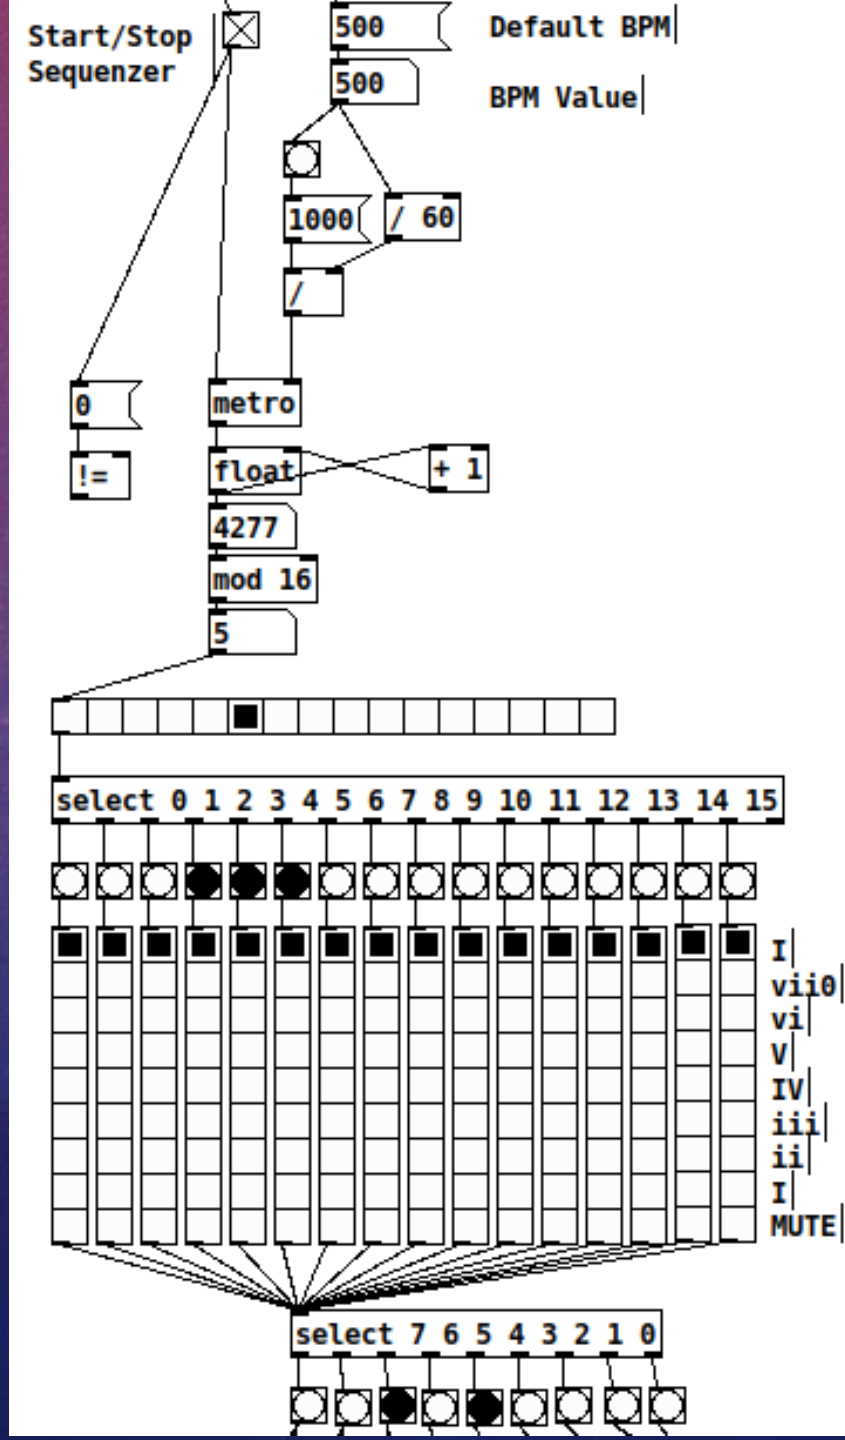 Start/Stop
Sequenzer
500
Default BPM
500
BPM Value
1000
/ 60
/
0
metro
!=
float
+ 1
4277
mod 16
5
select 0 1 2 3 4 5 6 7 8 9 10 11 12 13 14 15
I
vii0
vi
V
IV
iii
ii
I
MUTE
select 7 6 5 4 3 2 1 0